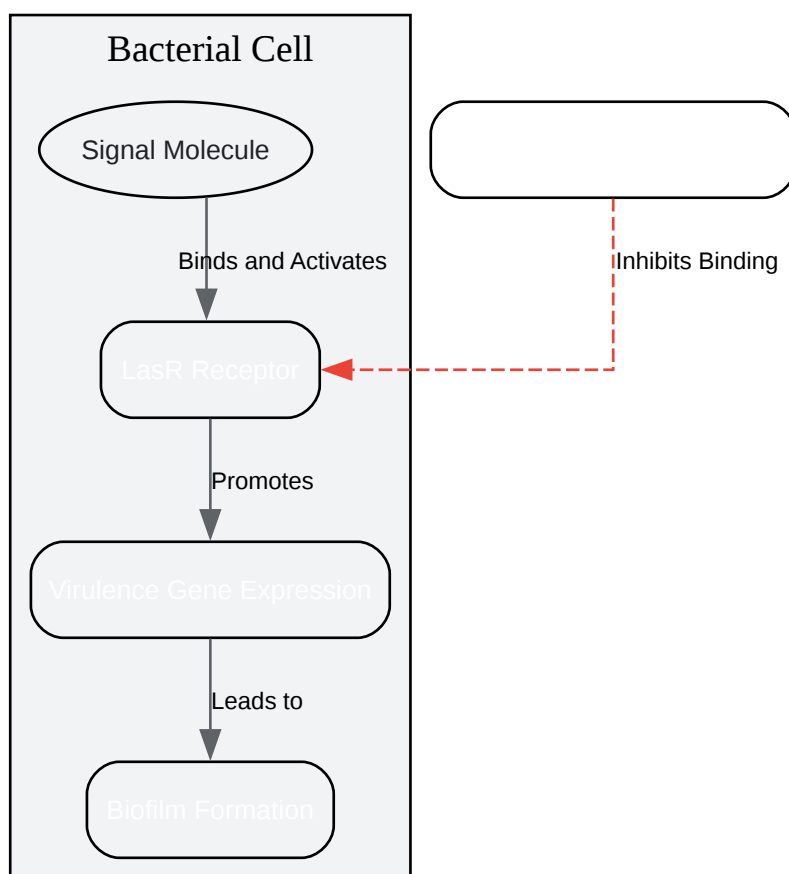 Bacterial Cell
Signal Molecule
Binds and Activates
Inhibits Binding
LasR Receptor
Promotes
Virulence Gene Expression
Leads to
Biofilm Formation